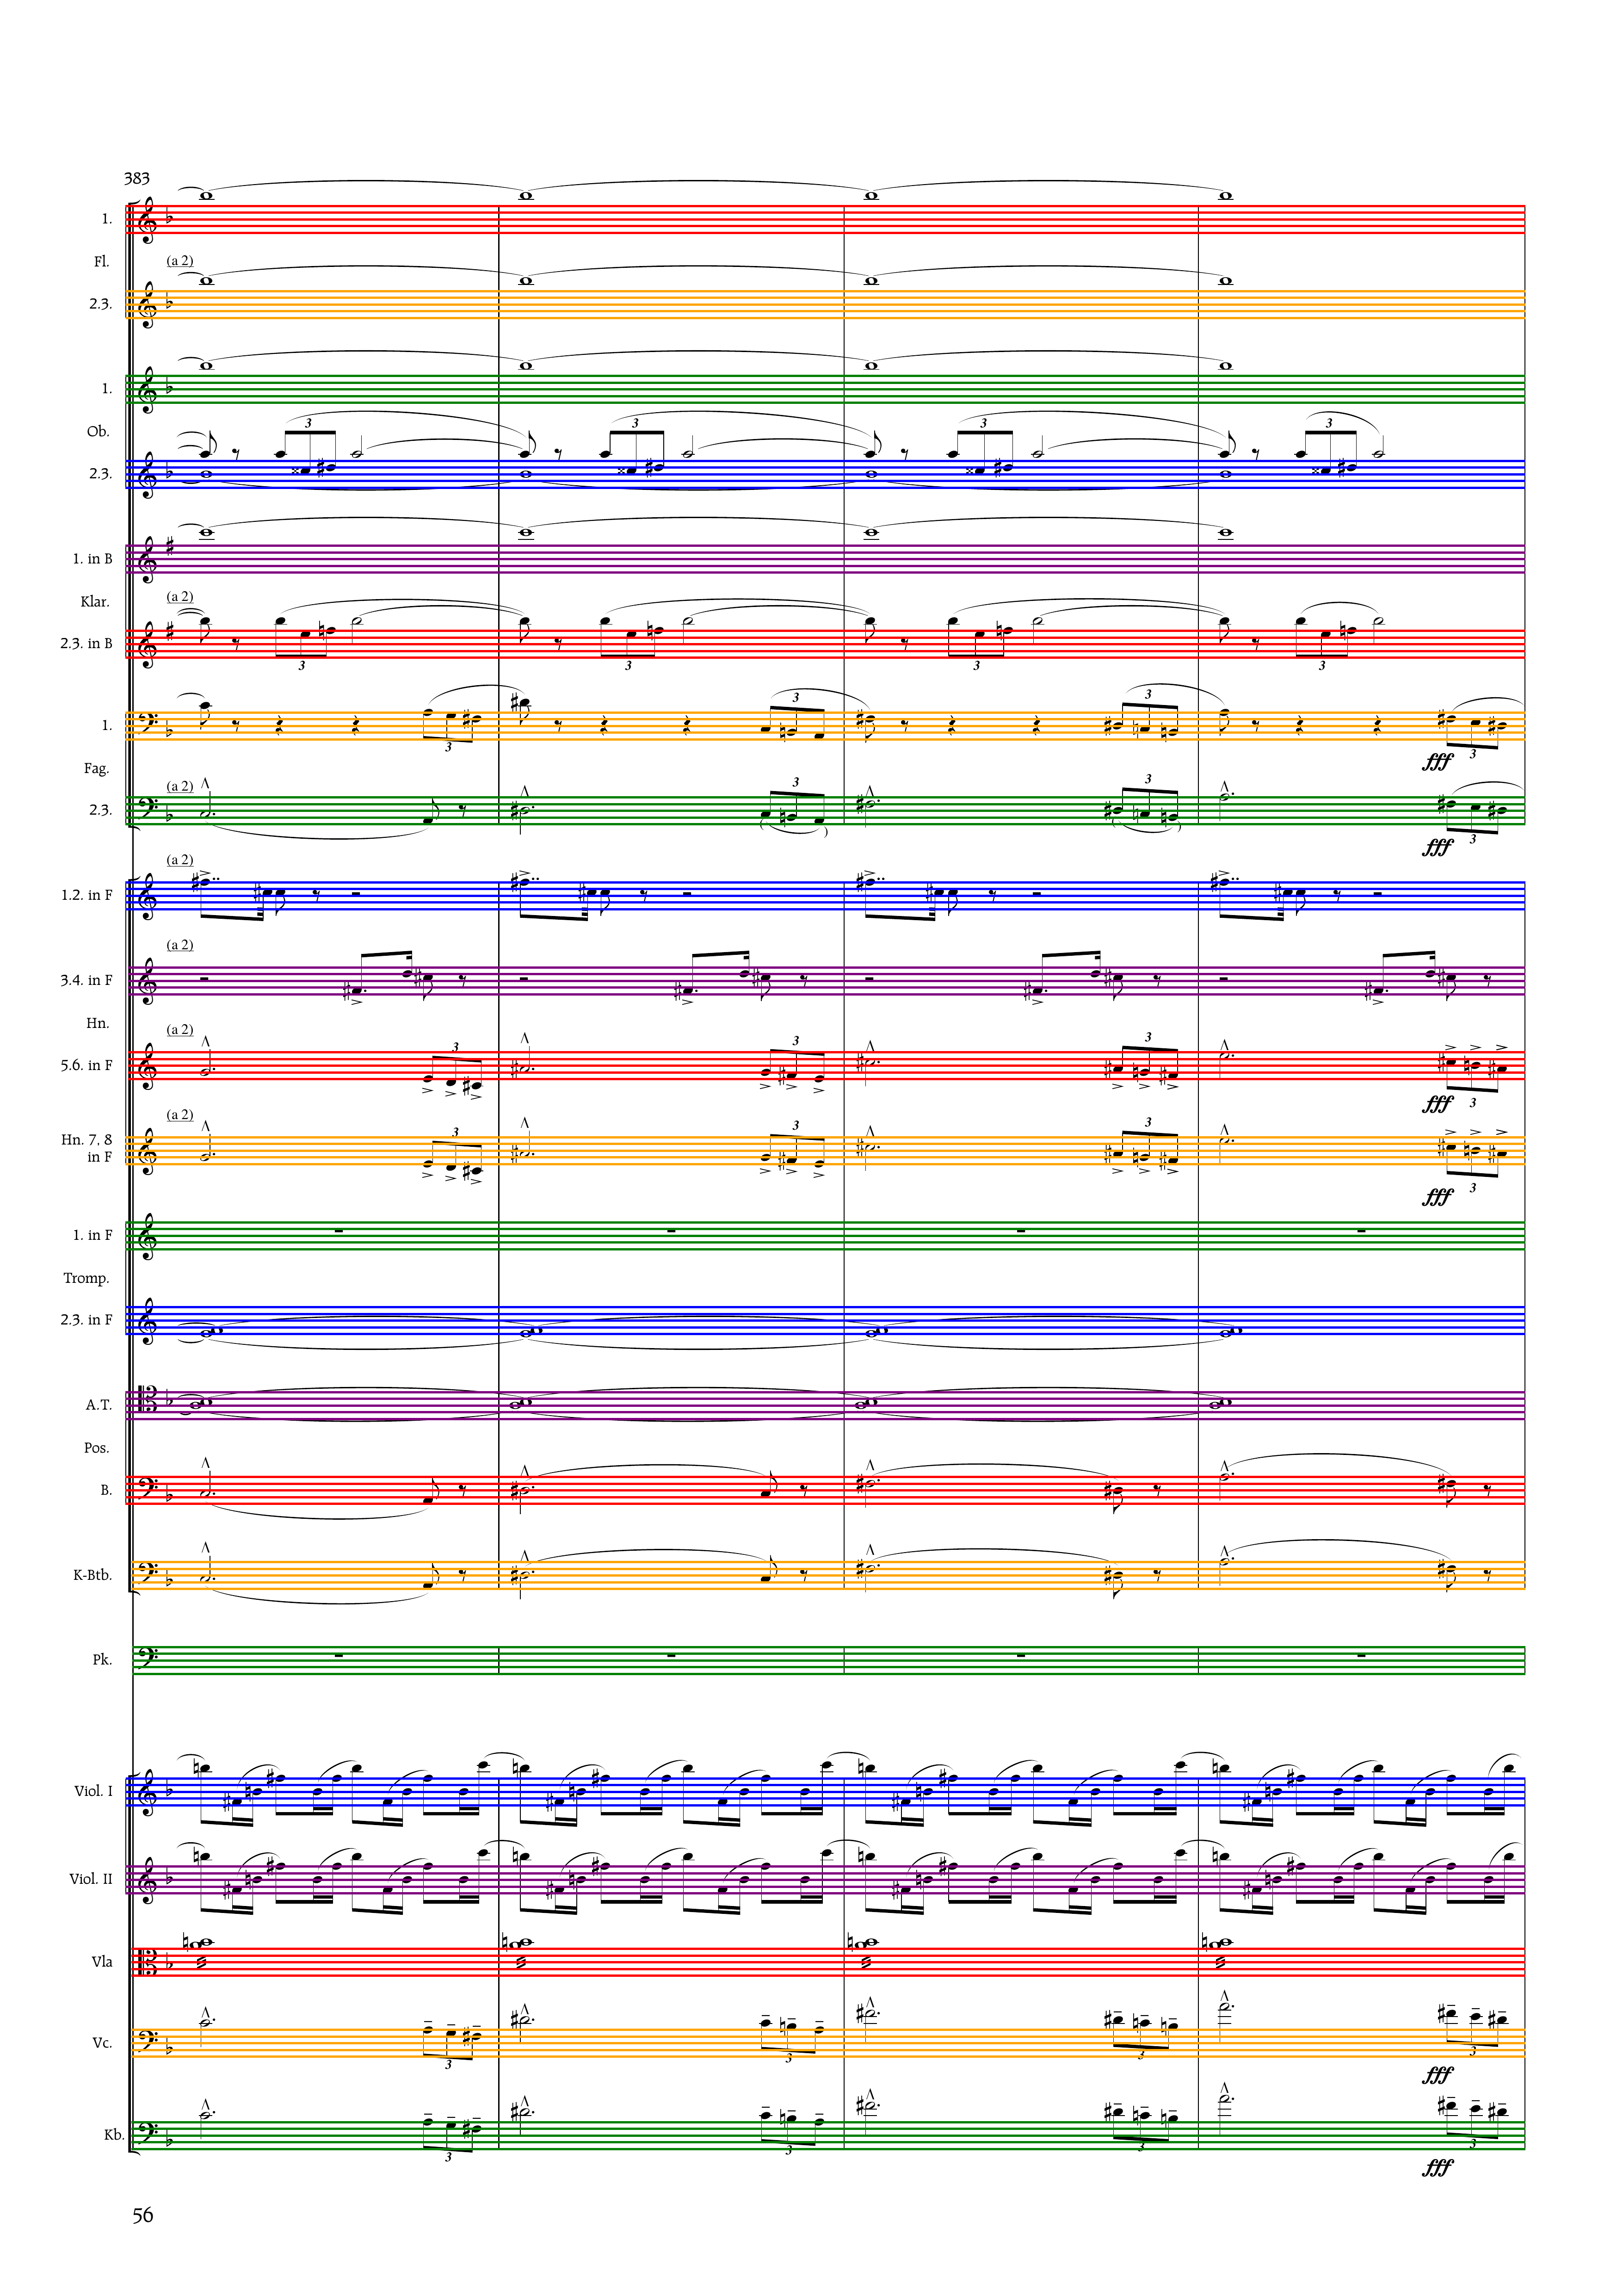 383
1.
Fl.
(a 2)
2.3.
1.
Ob.
3 3 3 3
2.3.
1. in B
Klar.
(a 2)
2.3. in B
3 3 3 3
1.
3 3 3
fff 3
Fag.
(a 2)
2.3.
3 3
fff 3
(a 2)
1.2. in F
(a 2)
3.4. in F
Hn.
(a 2)
5.6. in F
3 3 3
fff 3
(a 2)
Hn. 7, 8
in F
3 3 3
fff 3
1. in F
Tromp.
2.3. in F
A.T.
Pos.
B.
K-Btb.
Pk.
Viol. I
Viol. II
Vla
Vc.
3 3 3 3
fff
Kb.
3 3 3 3
fff
56